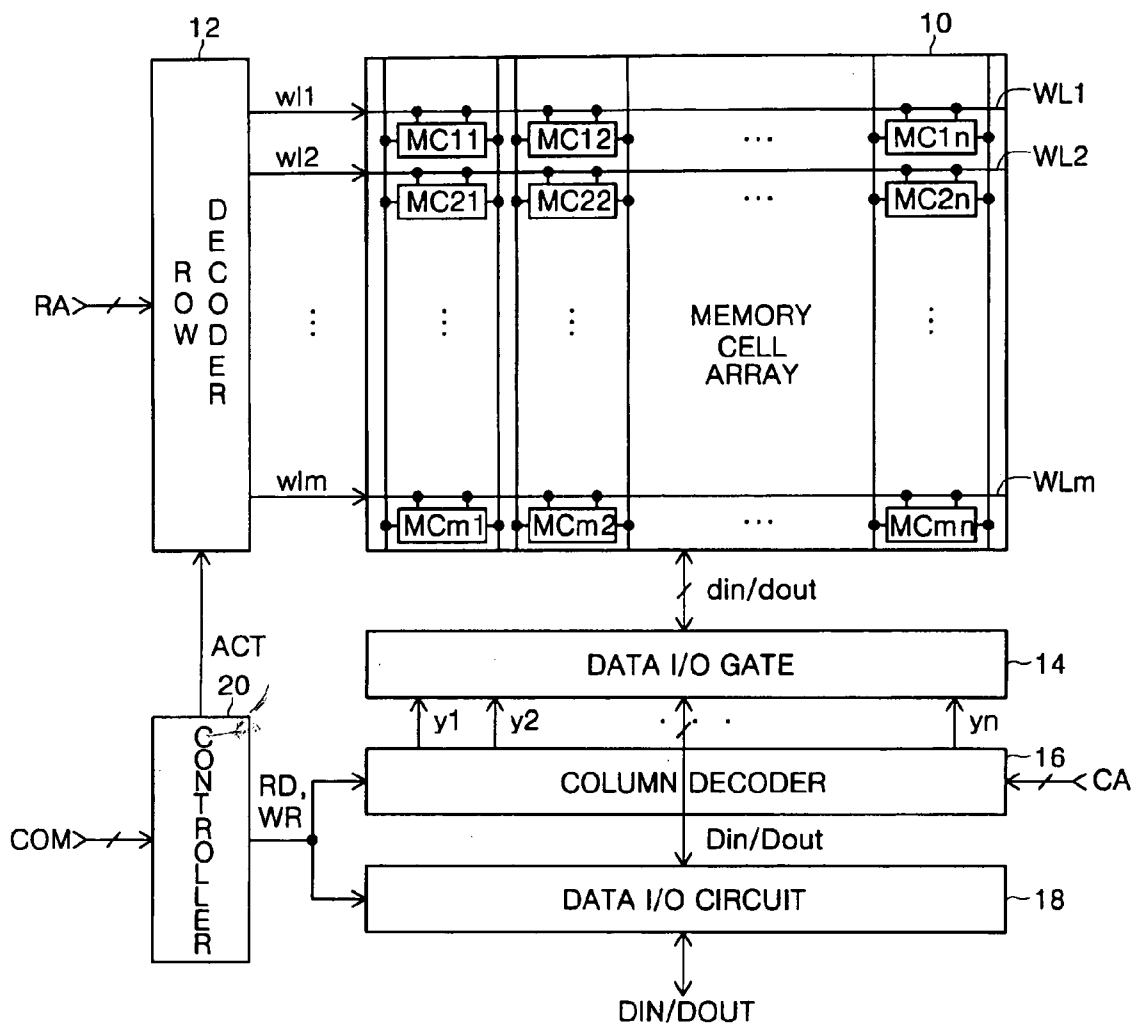 12
10
wl1
WL1
MC11 MC12 ... MC1n
wl2
WL2
MC21 MC22 ... MC2n
ROW
DECODER
RA
MEMORY
CELL
ARRAY
wlm
WLm
MCm1 MCm2 ... MCmn
din/dout
ACT
DATA I/O GATE
14
20
y1 y2 yn
CONTROLLER
16
COLUMN DECODER
CA
RD,
WR
COM
Din/Dout
DATA I/O CIRCUIT
18
DIN/DOUT